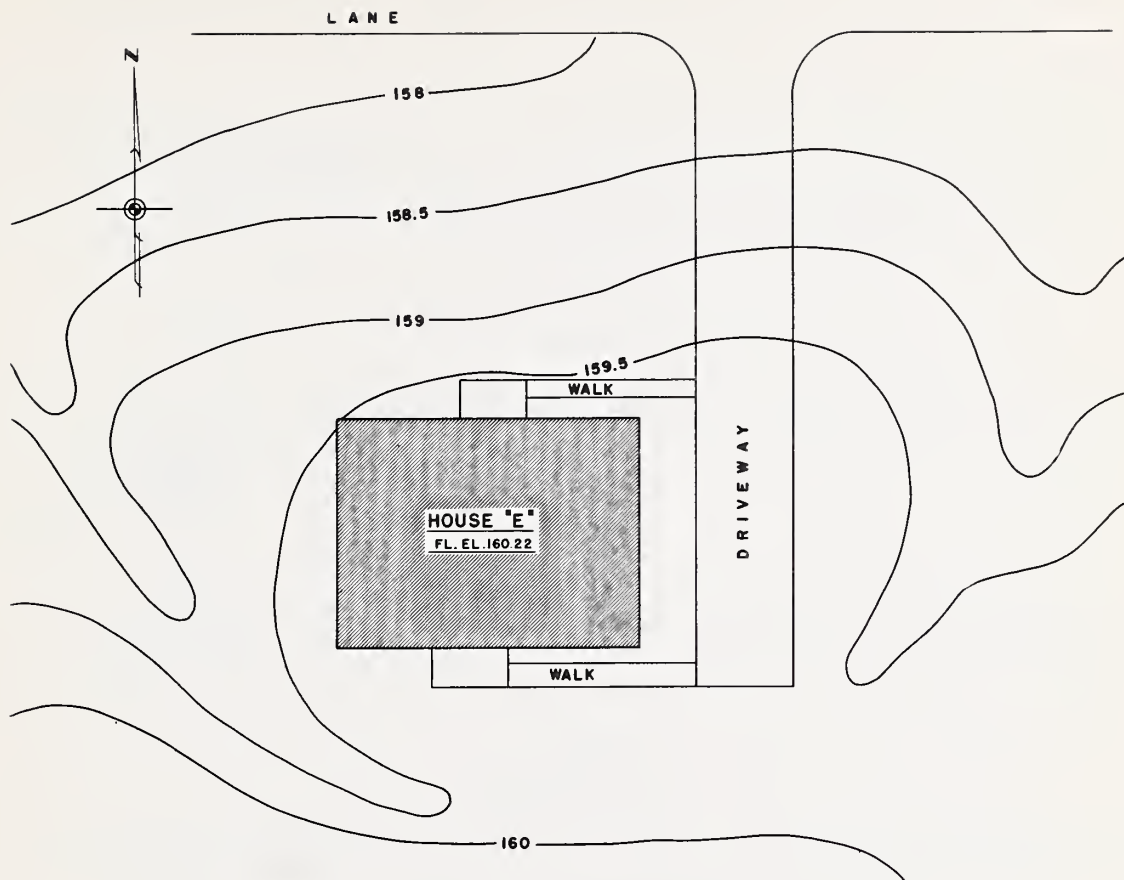 LANE
N
158
158.5
159
159.5
WALK
DRIVEWAY
HOUSE "E"
FL. EL. 160.22
WALK
160